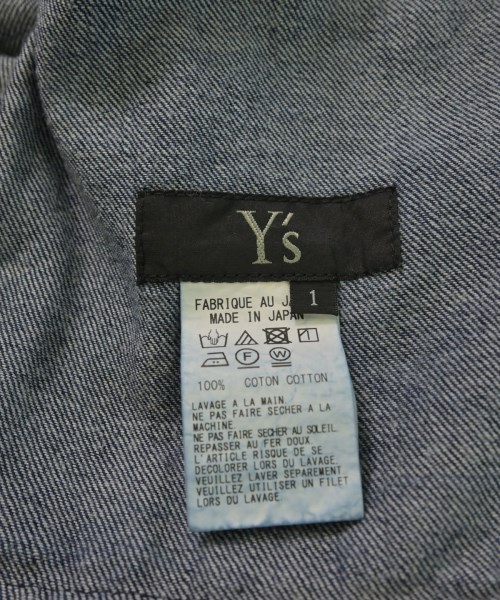 Y's
1
FABRIQUE AU
MADE IN JAPAN
100% COTON COTTON
LAVAGE A LA MAIN.
NE PAS FAIRE SECHER A LA
MACHINE.
NE PAS FAIRE SECHER AU SOLEIL.
REPASSER AU FER DOUX.
L'ARTICLE RISQUE DE SE
DECOLORER LORS DU LAVAGE.
VEUILLEZ LAVER SEPAREMENT.
VEUILLEZ UTILISER UN FILET
LORS DU LAVAGE.